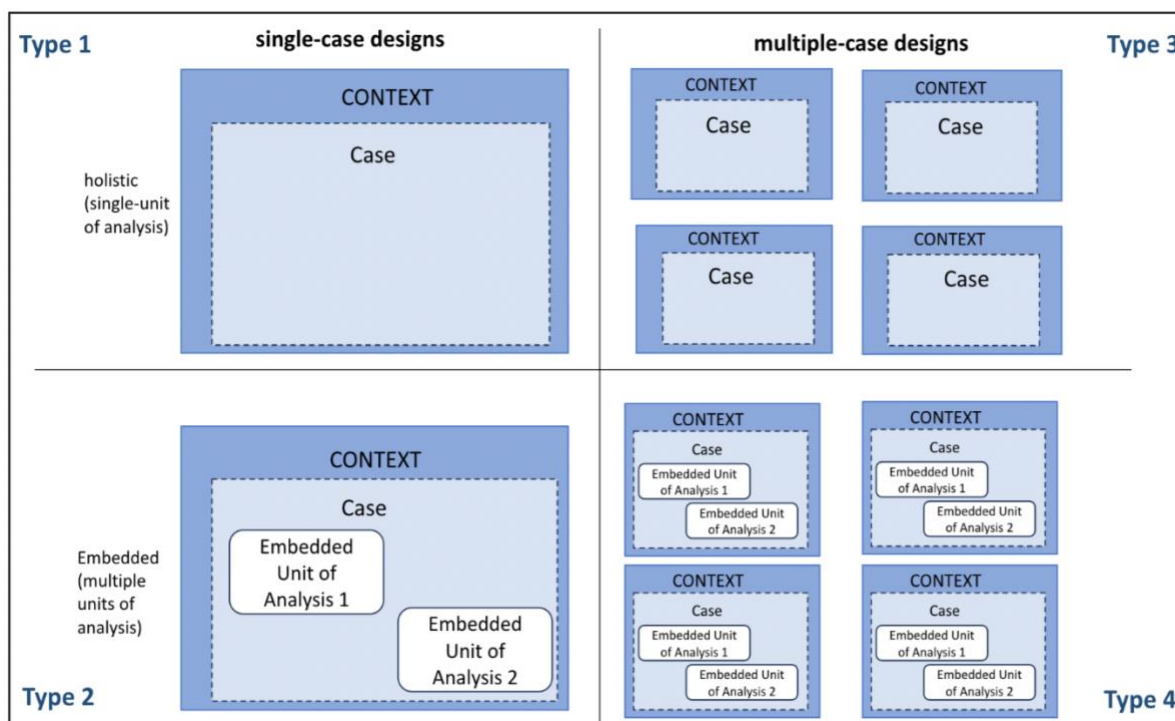 Type 1
single-case designs
multiple-case designs
Type 3
holistic
(single-unit
of analysis)
CONTEXT
Case
CONTEXT
Case
CONTEXT
Case
CONTEXT
Case
CONTEXT
Case
Embedded
(multiple
units of
analysis)
CONTEXT
Case
Embedded
Unit of
Analysis 1
Embedded
Unit of
Analysis 2
CONTEXT
Case
Embedded Unit
of Analysis 1
Embedded Unit
of Analysis 2
CONTEXT
Case
Embedded Unit
of Analysis 1
Embedded Unit
of Analysis 2
CONTEXT
Case
Embedded Unit
of Analysis 1
Embedded Unit
of Analysis 2
CONTEXT
Case
Embedded Unit
of Analysis 1
Embedded Unit
of Analysis 2
Type 2
Type 4